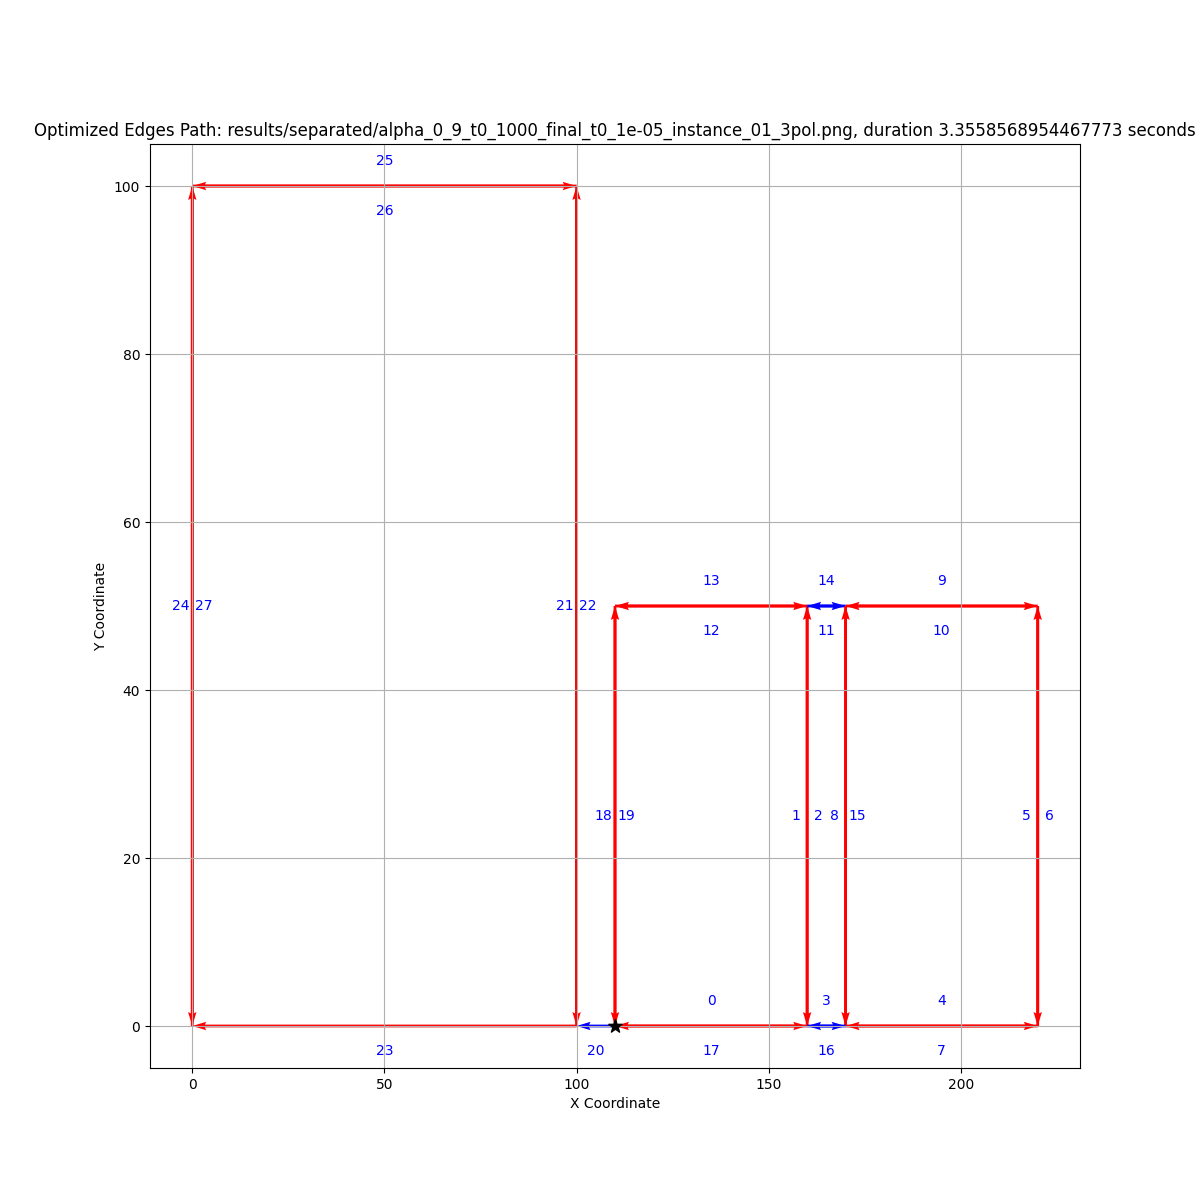 Optimized Edges Path: results/separated/alpha_0_9_t0_1000_final_t0_1e-05_instance_01_3pol.png, duration 3.3558568954467773 seconds
25
100
26
80
60
24 27 21 22
13 14 9
12 11 10
Y Coordinate
40
18 19 1 2 8 15 5 6
20
0 3 4
0
23 20 17 16 7
0 50 100 150 200
X Coordinate